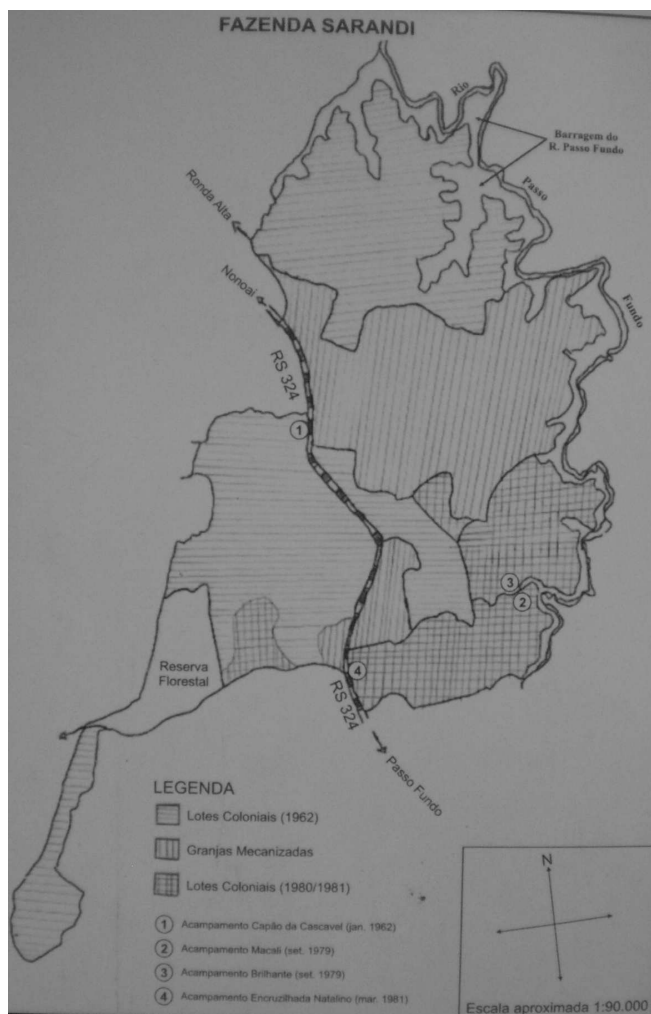 FAZENDA SARANDI
Rio
Barragem do
R. Passo Fundo
Passo
Ronda Alta
Nonoai
Fundo
RS 324
1
3
2
Reserva
Florestal
4
RS 324
Passo Fundo
LEGENDA
Lotes Coloniais (1962)
Granjas Mecanizadas
Lotes Coloniais (1980/1981)
1 Acampamento Capão da Cascavel (jan. 1962)
2 Acampamento Macali (set. 1979)
3 Acampamento Brilhante (set. 1979)
4 Acampamento Encruzilhada Natalino (mar. 1981)
N
Escala aproximada 1:90.000